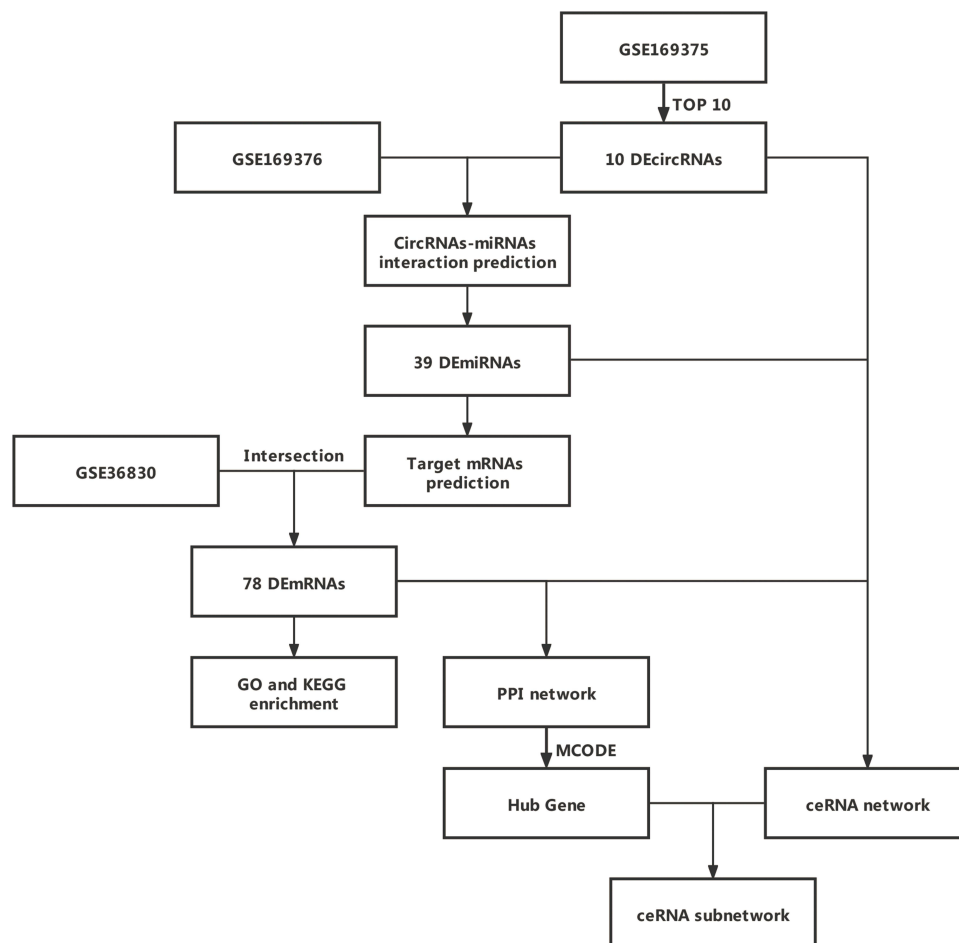 GSE169375
TOP 10
GSE169376
10 DEcircRNAs
CircRNAs-miRNAs
interaction prediction
39 DEmiRNAs
GSE36830
Intersection
Target mRNAs
prediction
78 DEmRNAs
GO and KEGG
enrichment
PPI network
MCODE
Hub Gene
ceRNA network
ceRNA subnetwork